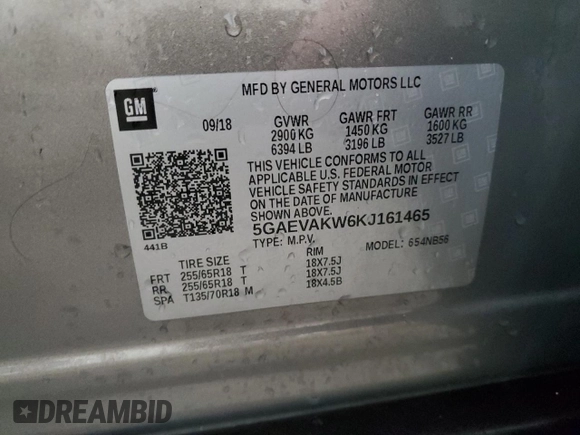 GM
MFD BY GENERAL MOTORS LLC
09/18 GVWR GAWR FRT GAWR RR
2900 KG 1450 KG 1600 KG
6394 LB 3196 LB 3527 LB
THIS VEHICLE CONFORMS TO ALL
APPLICABLE U.S. FEDERAL MOTOR
VEHICLE SAFETY STANDARDS IN EFFECT
ON THE DATE OF MANUFACTURE
SHOWN ABOVE.
441B
5GAEVAKW6KJ161465
TYPE: M.P.V. MODEL: 654NB56
TIRE SIZE RIM
FRT 255/65R18 T 18X7.5J
RR 255/65R18 T 18X7.5J
SPA T135/70R18 M 18X4.5B
DREAMBID